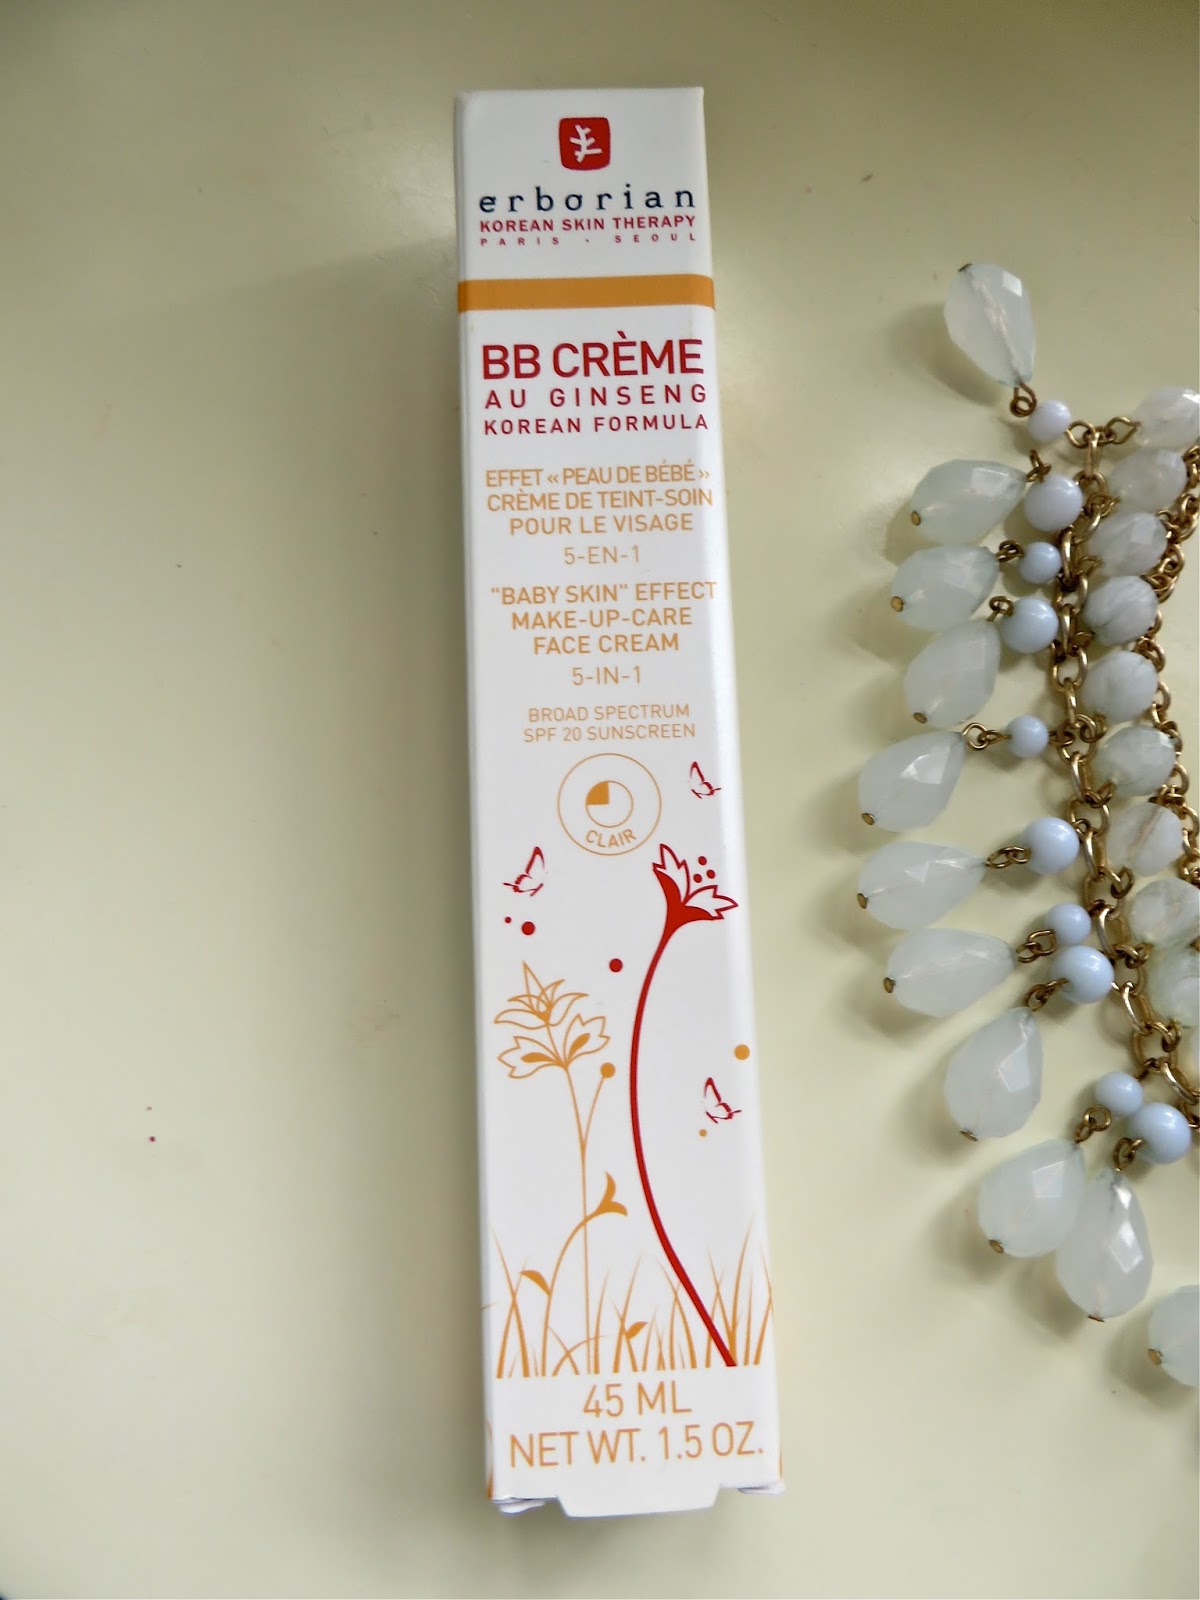 erborian
KOREAN SKIN THERAPY
PARIS · SEOUL
BB CRÈME
AU GINSENG
KOREAN FORMULA
EFFET « PEAU DE BÉBÉ »
CRÈME DE TEINT-SOIN
POUR LE VISAGE
5-EN-1
"BABY SKIN" EFFECT
MAKE-UP-CARE
FACE CREAM
5-IN-1
BROAD SPECTRUM
SPF 20 SUNSCREEN
CLAIR
45 ML
NET WT. 1.5 OZ.